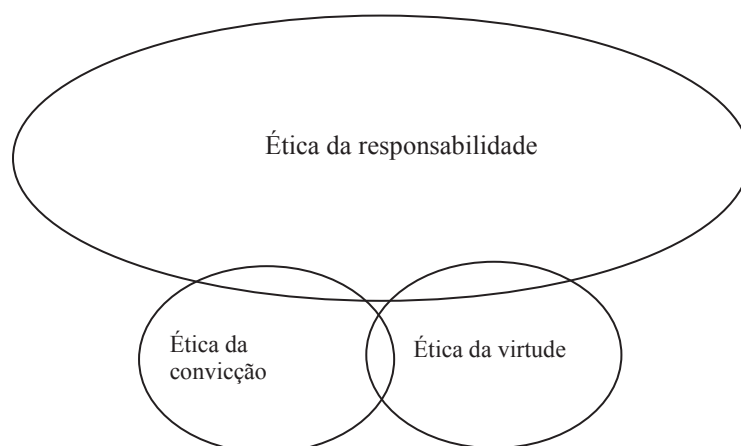 Ética da responsabilidade
Ética da
convicção
Ética da virtude